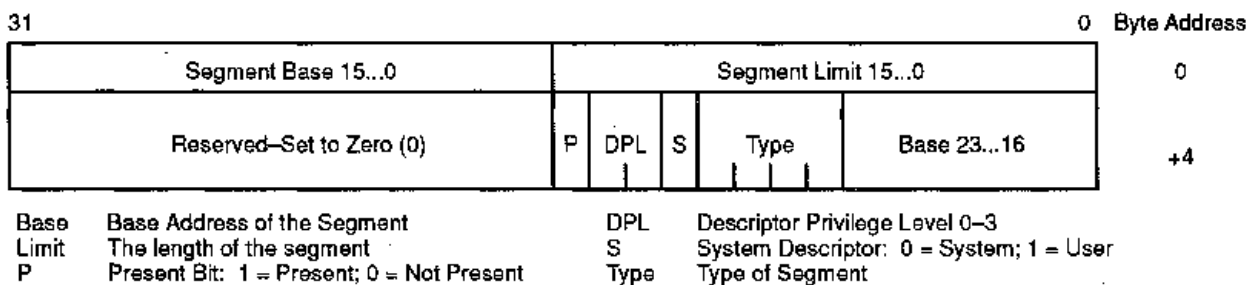 31 0 Byte Address
Segment Base 15...0 Segment Limit 15...0 0
Reserved–Set to Zero (0) P DPL S Type Base 23...16 +4
Base Base Address of the Segment DPL Descriptor Privilege Level 0–3
Limit The length of the segment S System Descriptor: 0 = System; 1 = User
P Present Bit: 1 = Present; 0 = Not Present Type Type of Segment